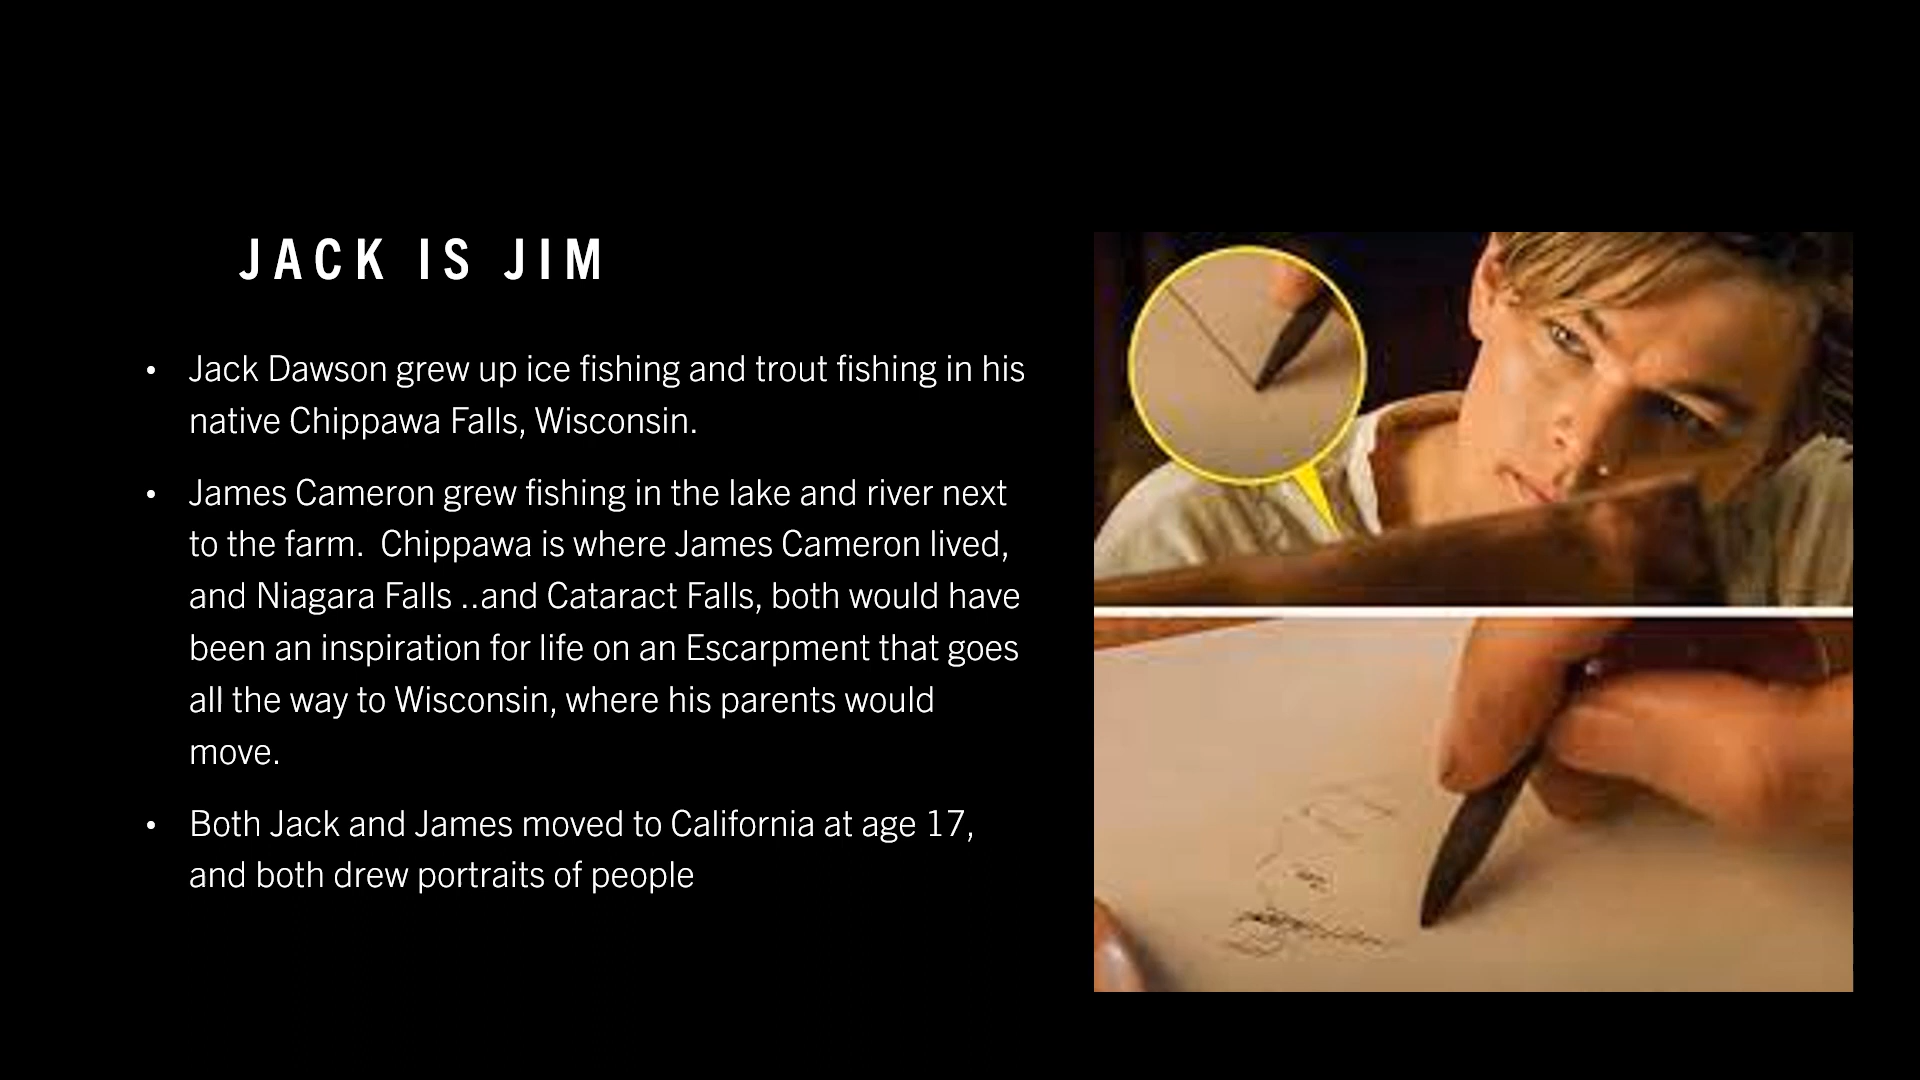 JACK IS JIM
• Jack Dawson grew up ice fishing and trout fishing in his
native Chippawa Falls, Wisconsin.
• James Cameron grew fishing in the lake and river next
to the farm.  Chippawa is where James Cameron lived,
and Niagara Falls ..and Cataract Falls, both would have
been an inspiration for life on an Escarpment that goes
all the way to Wisconsin, where his parents would
move.
• Both Jack and James moved to California at age 17,
and both drew portraits of people